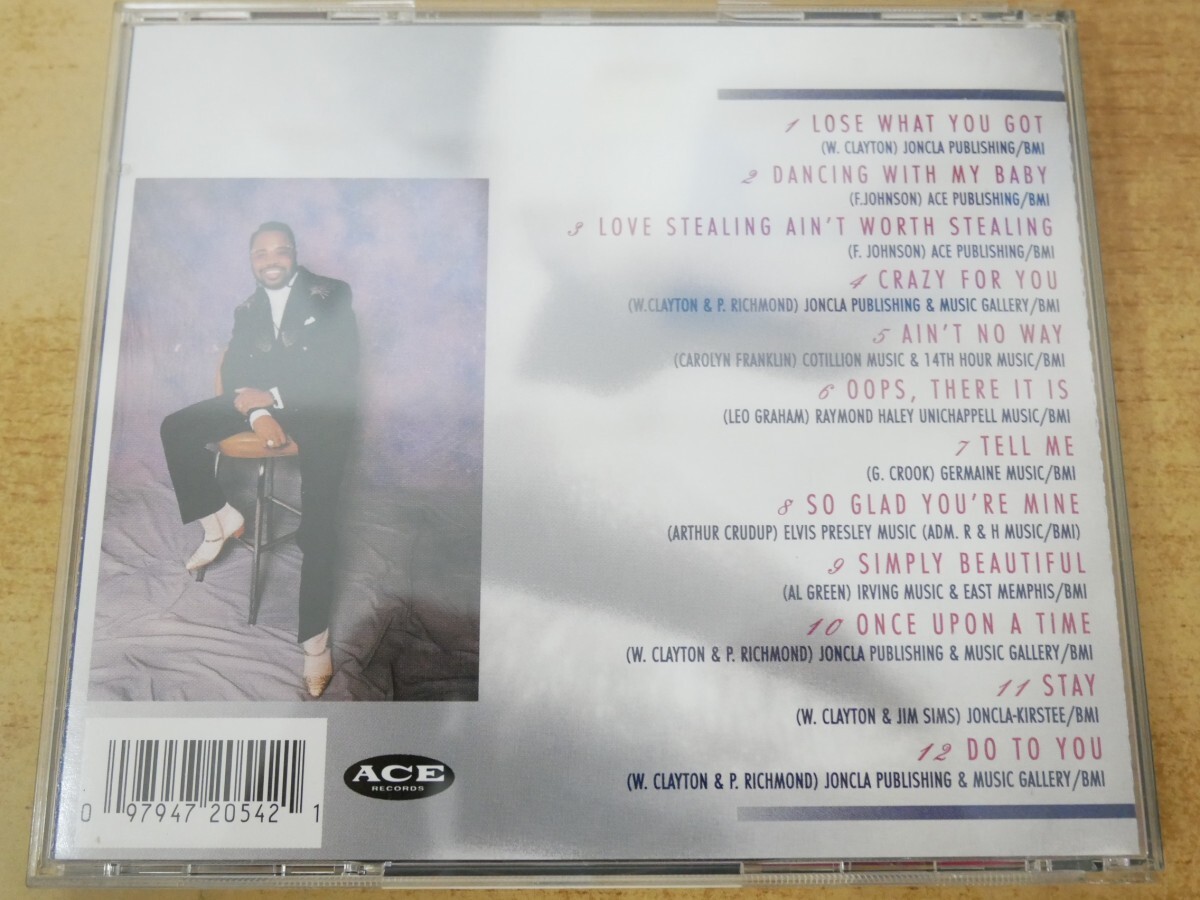 1 LOSE WHAT YOU GOT
(W. CLAYTON) JONCLA PUBLISHING/BMI
2 DANCING WITH MY BABY
(F.JOHNSON) ACE PUBLISHING/BMI
3 LOVE STEALING AIN'T WORTH STEALING
(F. JOHNSON) ACE PUBLISHING/BMI
4 CRAZY FOR YOU
(W.CLAYTON & P. RICHMOND) JONCLA PUBLISHING & MUSIC GALLERY/BMI
5 AIN'T NO WAY
(CAROLYN FRANKLIN) COTILLION MUSIC & 14TH HOUR MUSIC/BMI
6 OOPS, THERE IT IS
(LEO GRAHAM) RAYMOND HALEY UNICHAPPELL MUSIC/BMI
7 TELL ME
(G. CROOK) GERMAINE MUSIC/BMI
8 SO GLAD YOU'RE MINE
(ARTHUR CRUDUP) ELVIS PRESLEY MUSIC (ADM. R & H MUSIC/BMI)
9 SIMPLY BEAUTIFUL
(AL GREEN) IRVING MUSIC & EAST MEMPHIS/BMI
10 ONCE UPON A TIME
(W. CLAYTON & P. RICHMOND) JONCLA PUBLISHING & MUSIC GALLERY/BMI
11 STAY
(W. CLAYTON & JIM SIMS) JONCLA-KIRSTEE/BMI
12 DO TO YOU
(W. CLAYTON & P. RICHMOND) JONCLA PUBLISHING & MUSIC GALLERY/BMI
ACE
RECORDS
0 97947 20542 1